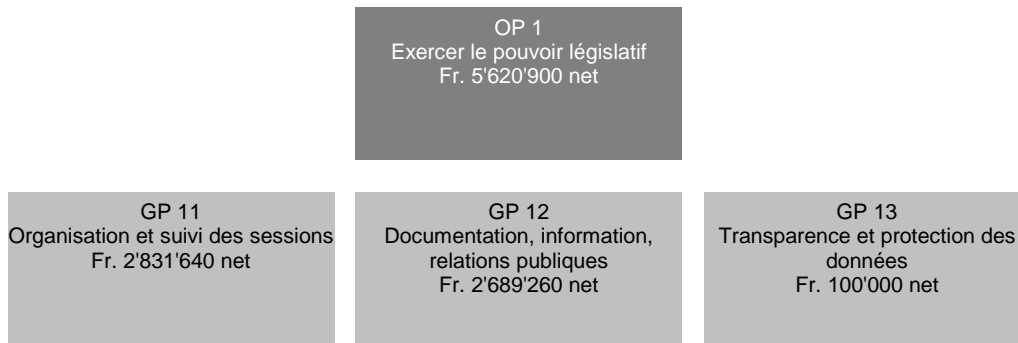 OP 1
Exercer le pouvoir législatif
Fr. 5'620'900 net
GP 11
Organisation et suivi des sessions
Fr. 2'831'640 net
GP 12
Documentation, information,
relations publiques
Fr. 2'689'260 net
GP 13
Transparence et protection des
données
Fr. 100'000 net